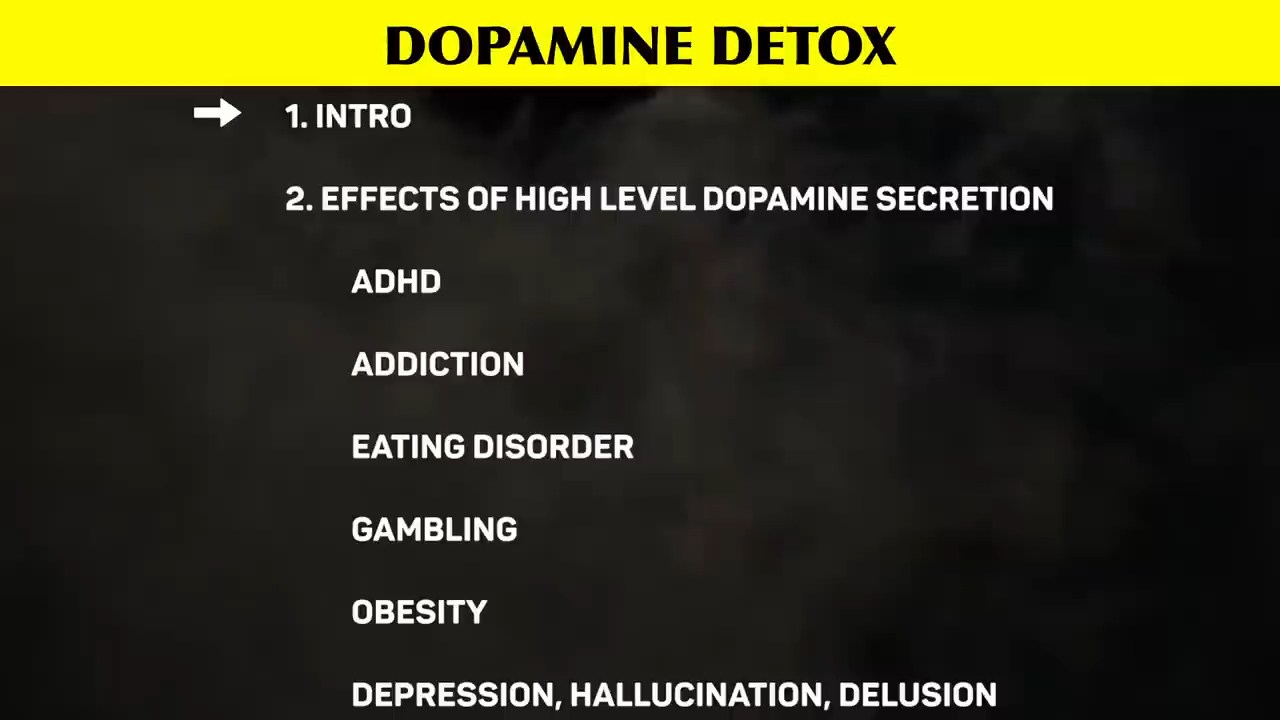 DOPAMINE DETOX
1. INTRO
2. EFFECTS OF HIGH LEVEL DOPAMINE SECRETION
ADHD
ADDICTION
EATING DISORDER
GAMBLING
OBESITY
DEPRESSION, HALLUCINATION, DELUSION